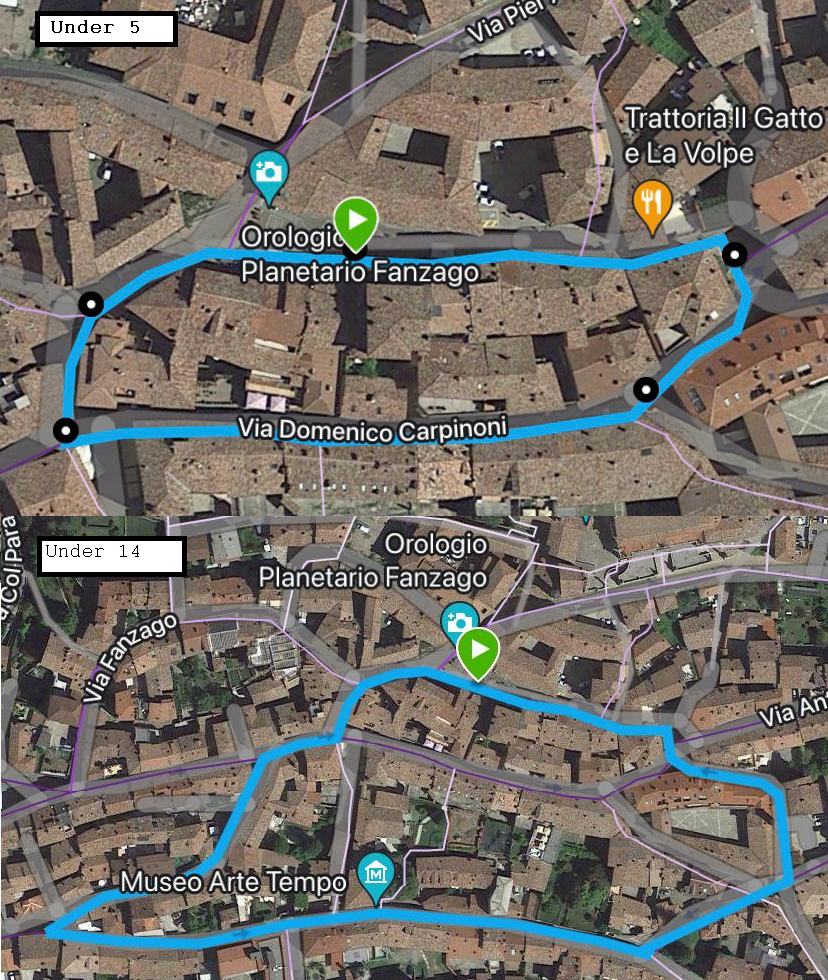 Under 5
Via Pier
Trattoria Il Gatto
e La Volpe
Orologio
Planetario Fanzago
Via Domenico Carpinoni
Under 14
Orologio
Planetario Fanzago
Via Fanzago
Via An
Museo Arte Tempo
M